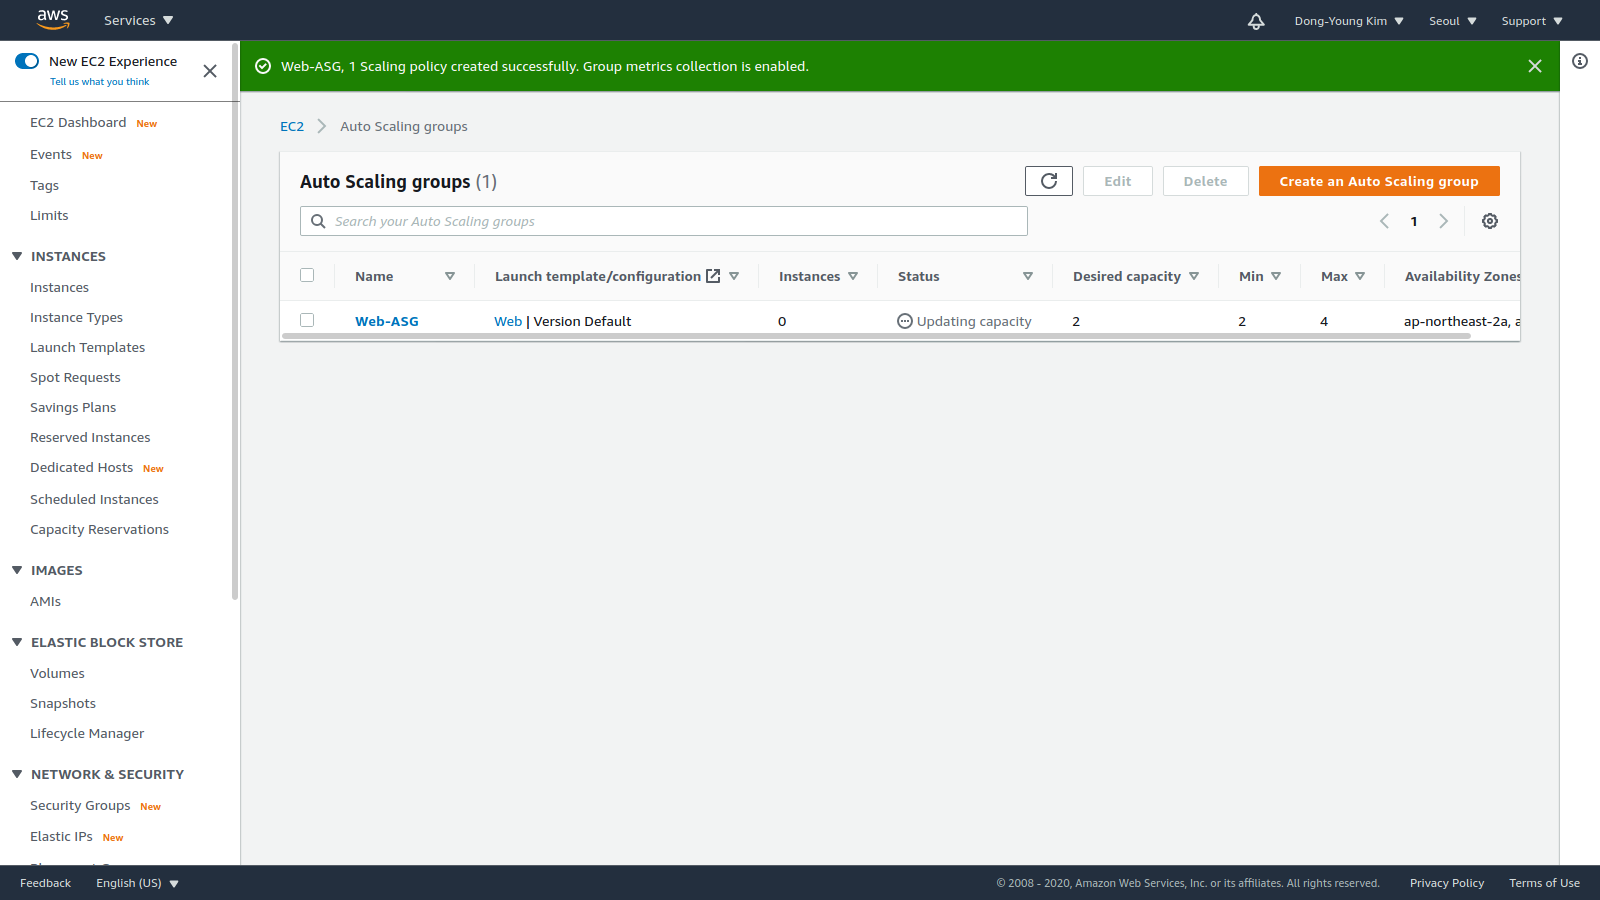 aws
Services
Dong-Young Kim
Seoul
Support
New EC2 Experience
Tell us what you think
EC2 Dashboard New
Events New
Tags
Limits
INSTANCES
Instances
Instance Types
Launch Templates
Spot Requests
Savings Plans
Reserved Instances
Dedicated Hosts New
Scheduled Instances
Capacity Reservations
IMAGES
AMIs
ELASTIC BLOCK STORE
Volumes
Snapshots
Lifecycle Manager
NETWORK & SECURITY
Security Groups New
Elastic IPs New
Web-ASG, 1 Scaling policy created successfully. Group metrics collection is enabled.
EC2 Auto Scaling groups
Auto Scaling groups (1)
Edit
Delete
Create an Auto Scaling group
Search your Auto Scaling groups
1
Name Launch template/configuration Instances Status Desired capacity Min Max Availability Zones
Web-ASG Web | Version Default 0 Updating capacity 2 2 4 ap-northeast-2a,
Feedback
English (US)
© 2008 - 2020, Amazon Web Services, Inc. or its affiliates. All rights reserved.
Privacy Policy
Terms of Use